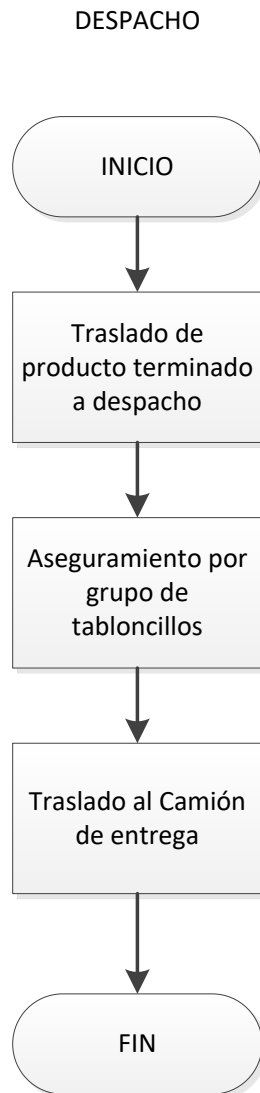 DESPACHO
INICIO
Traslado de
producto terminado
a despacho
Aseguramiento por
grupo de
tabloncillos
Traslado al Camión
de entrega
FIN